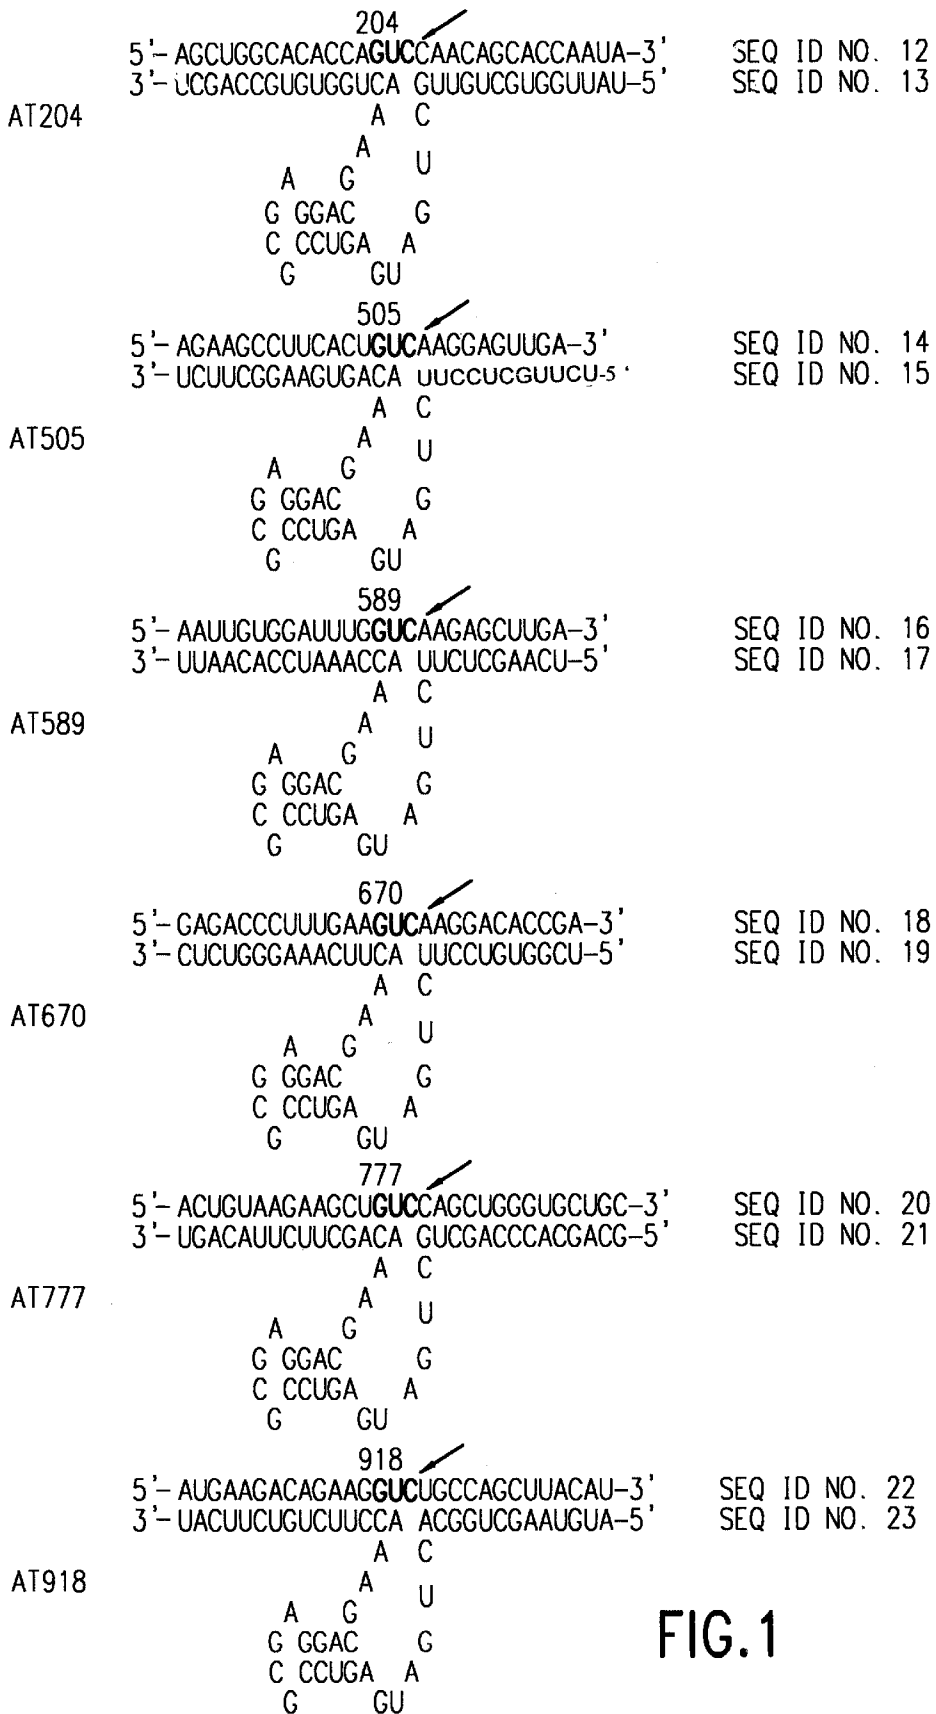 204
5'-AGCUGGCACACCAGUCCAACAGCACCAAUA-3' SEQ ID NO. 12
3'-UCGACCGUGUGGUCA GUUGUCGUGGUUAU-5' SEQ ID NO. 13
AT204
A C
A U
A G
G GGAC G
C CCUGA A
G GU
505
5'-AGAAGCCUUCACUGUCAAGGAGUUGA-3' SEQ ID NO. 14
3'-UCUUCGGAAGUGACA UUCCUCGUUCU-5' SEQ ID NO. 15
A C
AT505
A U
A G
G GGAC G
C CCUGA A
G GU
589
5'-AAUUGUGGAUUUGGUCAAGAGCUUGA-3' SEQ ID NO. 16
3'-UUAACACCUAAACCA UUCUCGAACU-5' SEQ ID NO. 17
A C
AT589
A U
A G
G GGAC G
C CCUGA A
G GU
670
5'-GAGACCCUUUGAAGUCAAGGACACCGA-3' SEQ ID NO. 18
3'-CUCUGGGAAACUUCA UUCCUGUGGCU-5' SEQ ID NO. 19
A C
AT670
A U
A G
G GGAC G
C CCUGA A
G GU
777
5'-ACUGUAAGAAGCUGUCCAGCUGGGUGCUGC-3' SEQ ID NO. 20
3'-UGACAUUCUUCGACA GUCGACCCACGACG-5' SEQ ID NO. 21
A C
AT777
A U
A G
G GGAC G
C CCUGA A
G GU
918
5'-AUGAAGACAGAAGGUCUGCCAGCUUACAU-3' SEQ ID NO. 22
3'-UACUUCUGUCUUCCA ACGGUCGAAUGUA-5' SEQ ID NO. 23
A C
AT918
A U
A G
G GGAC G
C CCUGA A
G GU
FIG.1